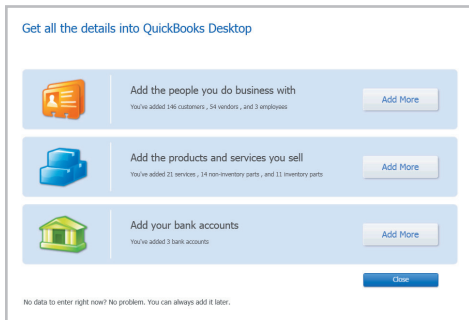 Get all the details into QuickBooks Desktop
Add the people you do business with
You've added 146 customers , 54 vendors , and 3 employees
Add More
Add the products and services you sell
You've added 21 services , 14 non-inventory parts , and 11 inventory parts
Add More
Add your bank accounts
You've added 3 bank accounts
Add More
Close
No data to enter right now? No problem. You can always add it later.